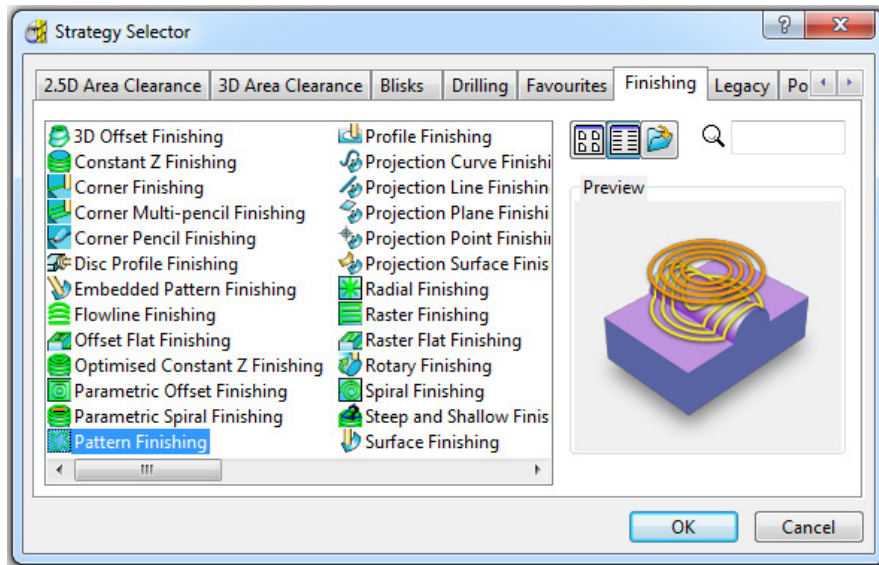 Strategy Selector
2.5D Area Clearance 3D Area Clearance Blisks Drilling Favourites Finishing Legacy Po
3D Offset Finishing
Constant Z Finishing
Corner Finishing
Corner Multi-pencil Finishing
Corner Pencil Finishing
Disc Profile Finishing
Embedded Pattern Finishing
Flowline Finishing
Offset Flat Finishing
Optimised Constant Z Finishing
Parametric Offset Finishing
Parametric Spiral Finishing
Pattern Finishing
Profile Finishing
Projection Curve Finishi
Projection Line Finishin
Projection Plane Finishi
Projection Point Finishin
Projection Surface Finis
Radial Finishing
Raster Finishing
Raster Flat Finishing
Rotary Finishing
Spiral Finishing
Steep and Shallow Finis
Surface Finishing
Preview
OK Cancel